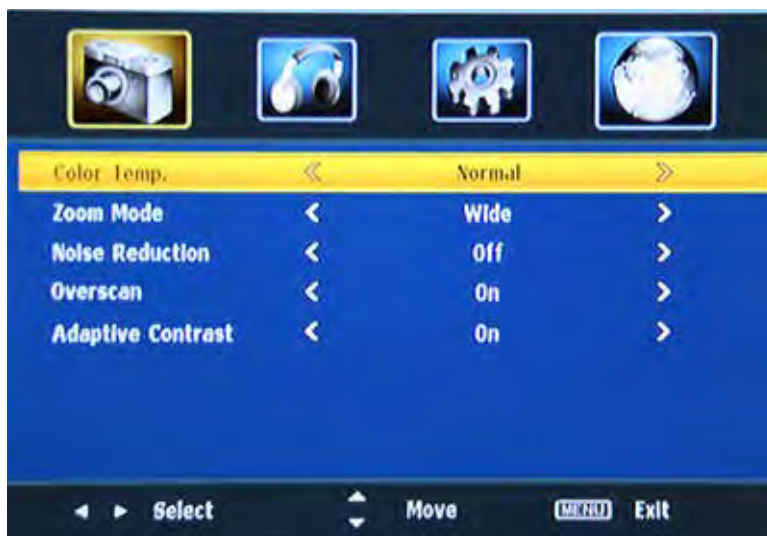 Color Temp. « Normal »
Zoom Mode < Wide >
Noise Reduction < Off >
Overscan < On >
Adaptive Contrast < On >
◄ ► Select ▲▼ Move MENU Exit